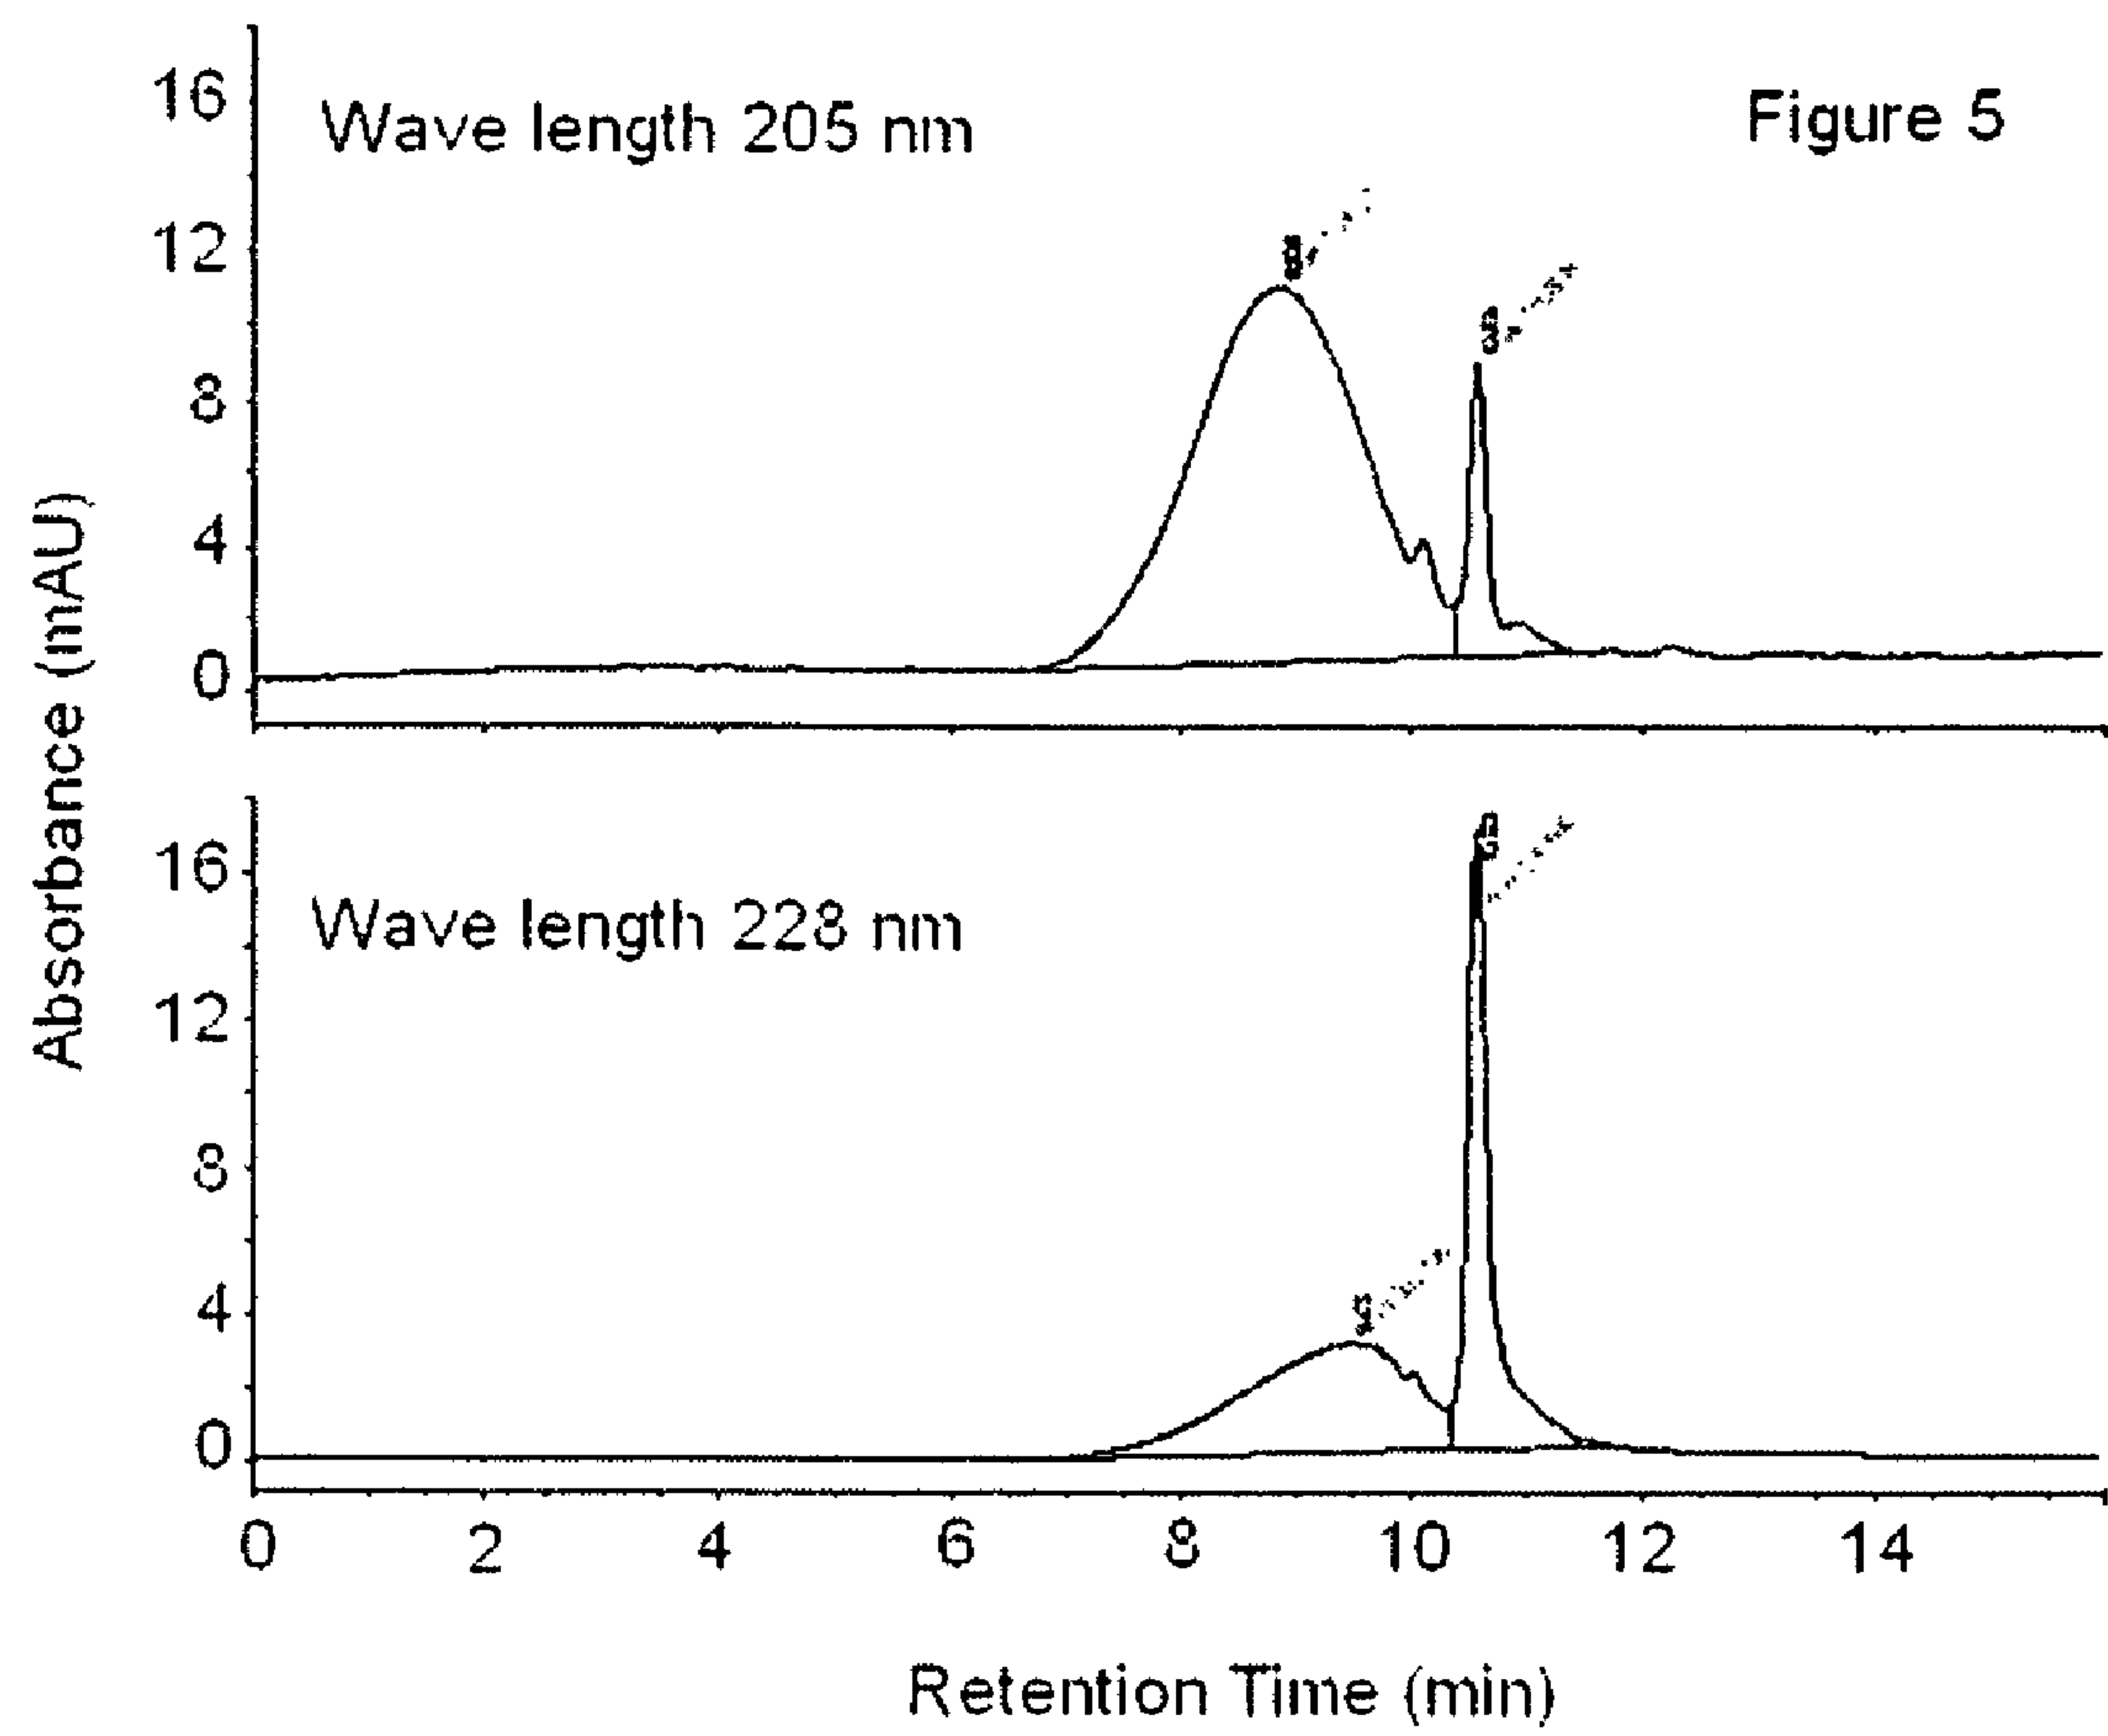 Figure 5
Wave length 205 nm
16
12
8
4
0
Absorbance (mAU)
Wave length 228 nm
16
12
8
4
0
0 2 4 6 8 10 12 14
Retention Time (min)